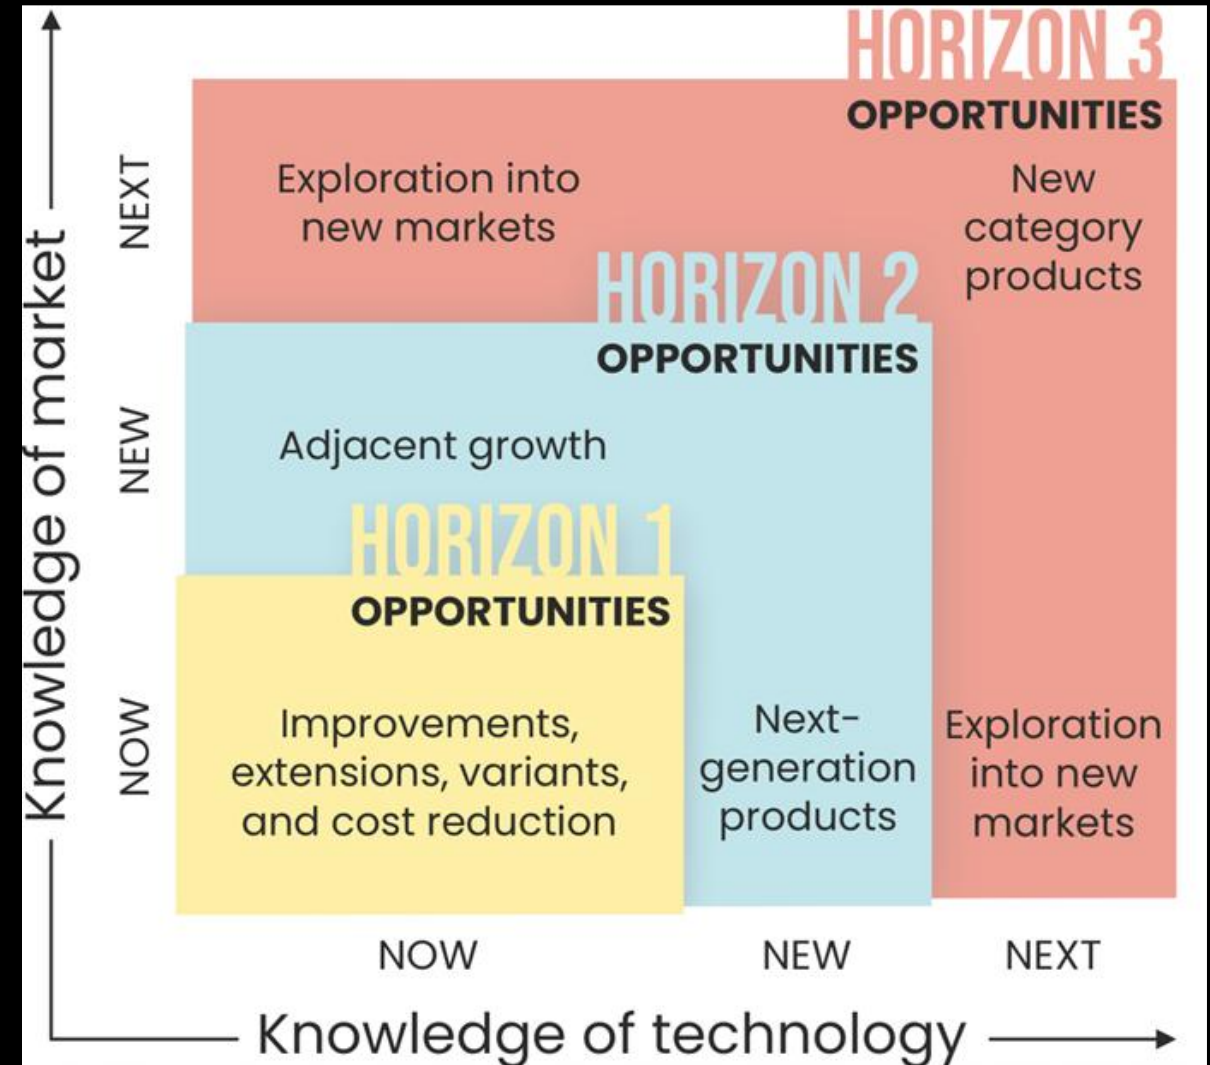 HORIZON 3
OPPORTUNITIES
Exploration into
new markets
New
category
products
HORIZON 2
OPPORTUNITIES
Adjacent growth
HORIZON 1
OPPORTUNITIES
Improvements,
extensions, variants,
and cost reduction
Next-
generation
products
Exploration
into new
markets
Knowledge of market
NEXT
NEW
NOW
NOW
NEW
NEXT
Knowledge of technology